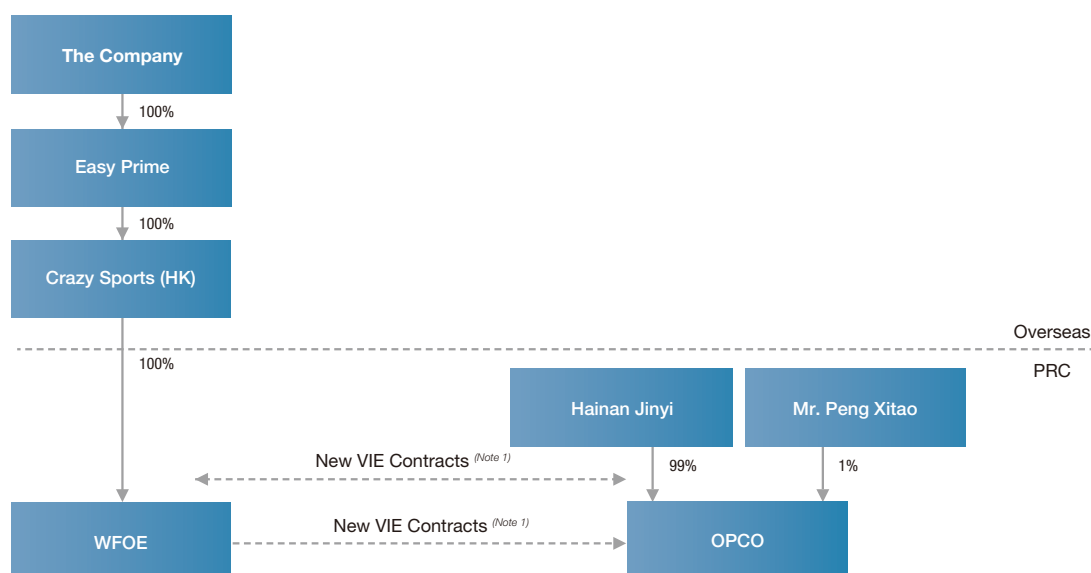 The Company
100%
Easy Prime
100%
Crazy Sports (HK)
Overseas
100%
PRC
Hainan Jinyi
Mr. Peng Xitao
New VIE Contracts (Note 1)
99%
1%
New VIE Contracts (Note 1)
WFOE
OPCO